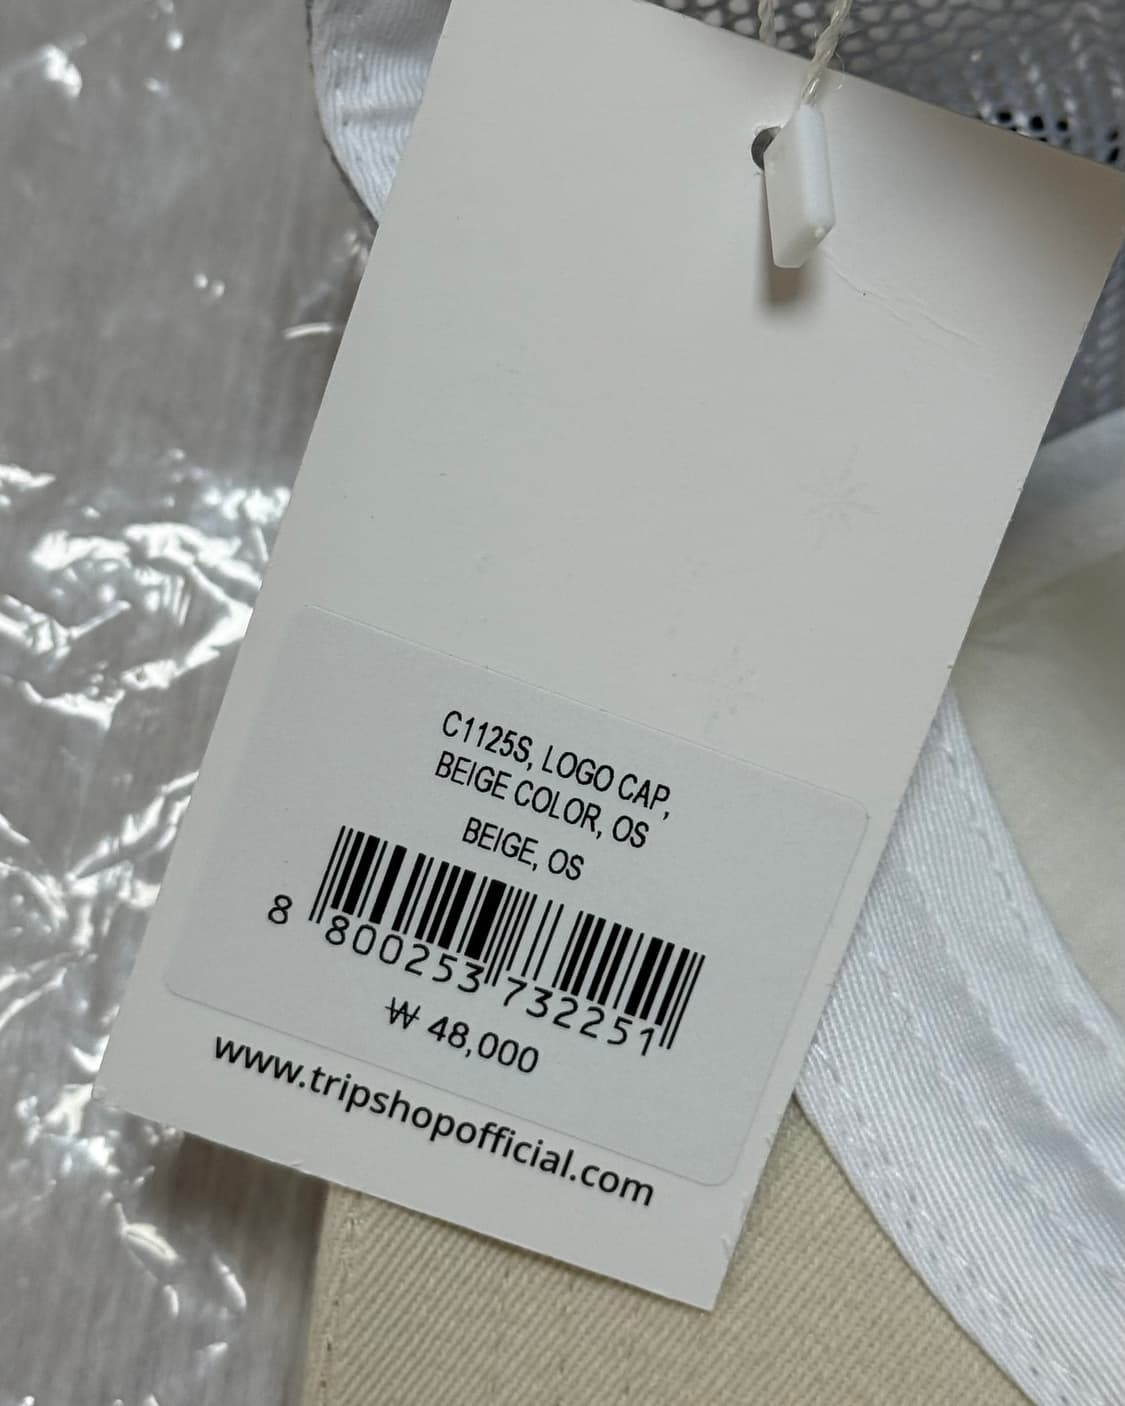 C1125S, LOGO CAP,
BEIGE COLOR, OS
BEIGE, OS
8 800253 732251
₩ 48,000
www.tripshopofficial.com